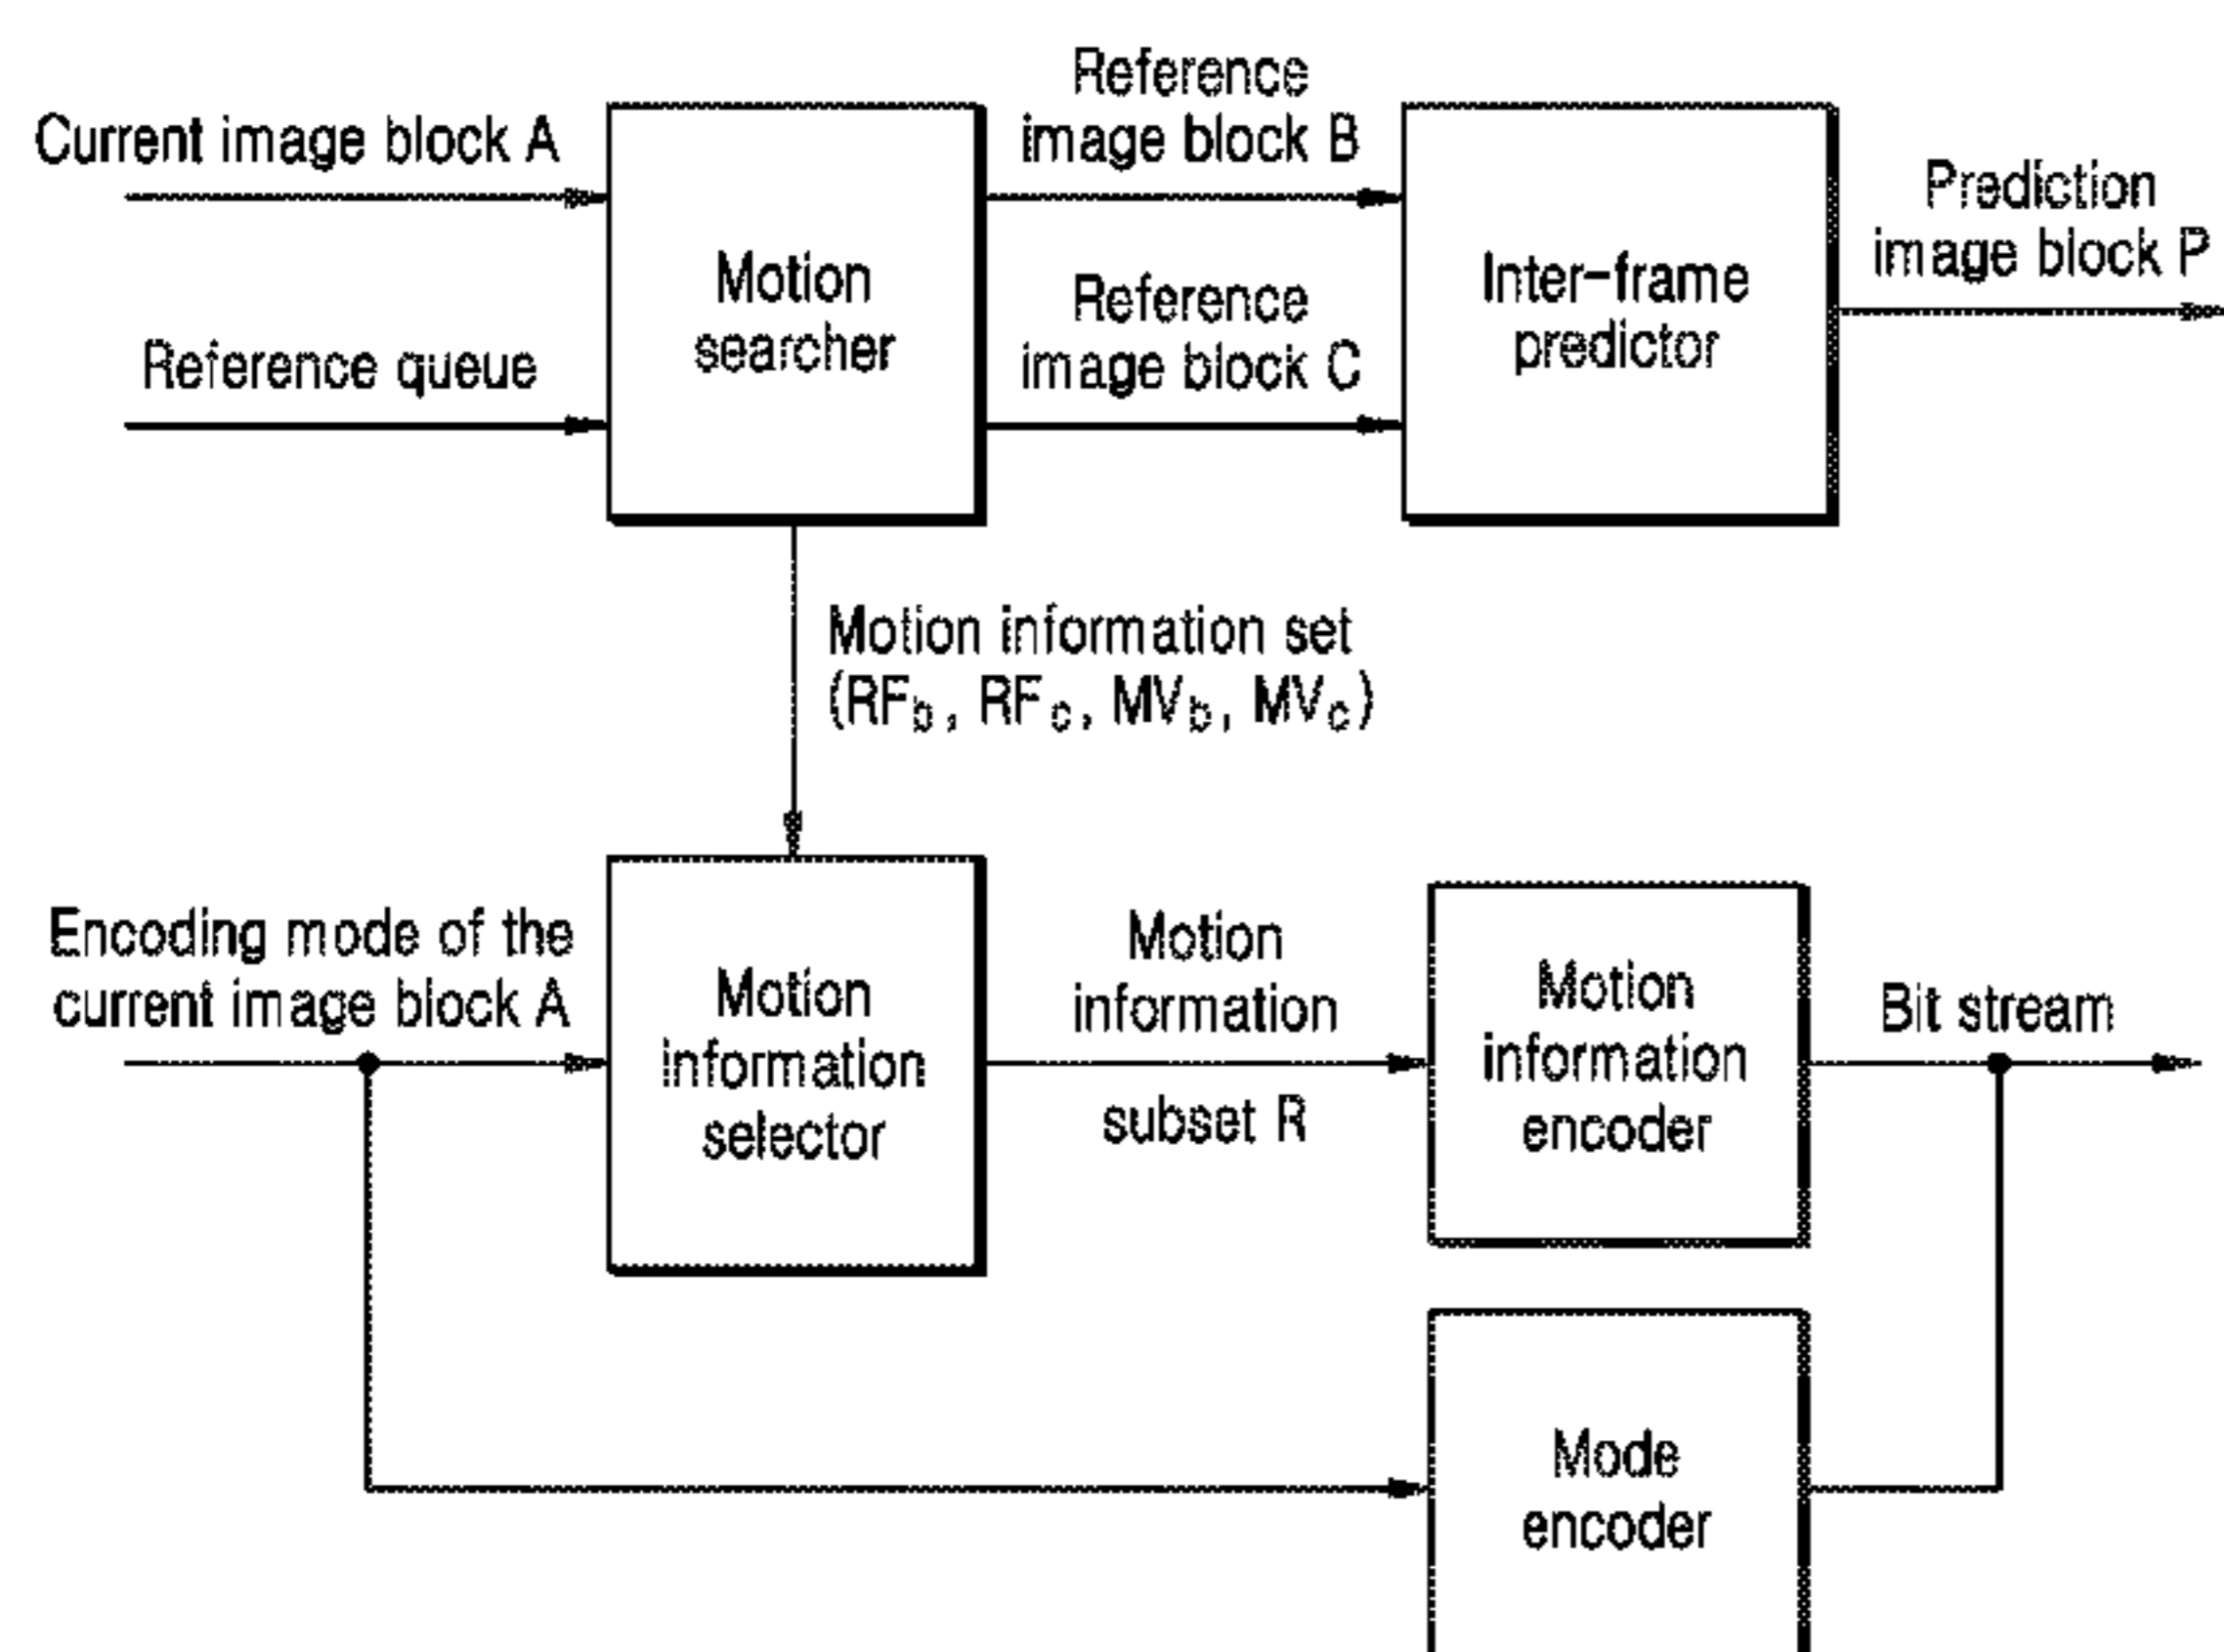 Current image block A
Reference queue
Motion
searcher
Reference
image block B
Reference
image block C
Inter-frame
predictor
Prediction
image block P
Motion information set
(RFb, RFc, MVb, MVc)
Encoding mode of the
current image block A
Motion
information
selector
Motion
information
subset R
Motion
information
encoder
Bit stream
Mode
encoder